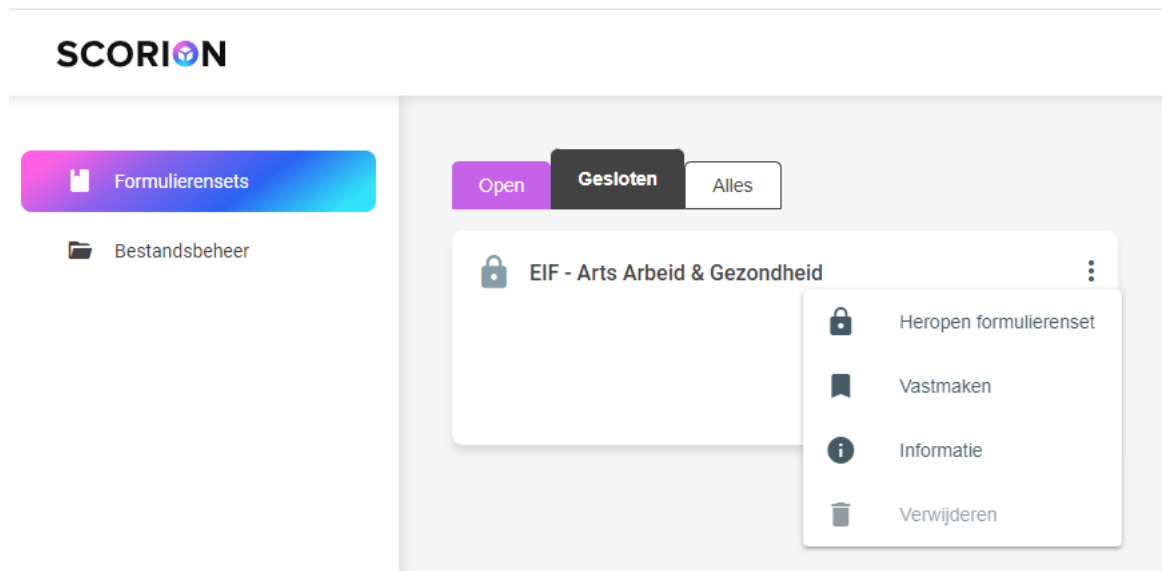 SCORION
Formulierensets
Bestandsbeheer
Open
Gesloten
Alles
EIF - Arts Arbeid & Gezondheid
Heropen formulierenset
Vastmaken
Informatie
Verwijderen